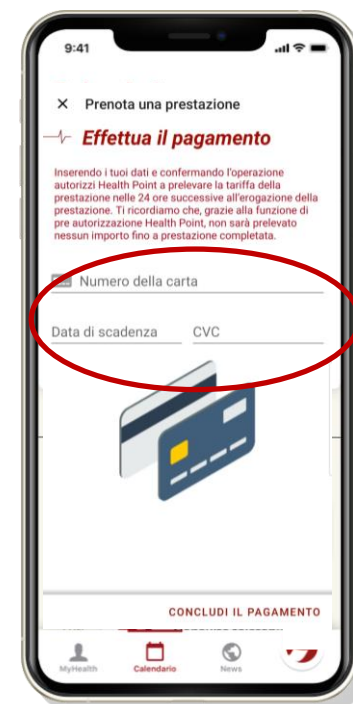 9:41
× Prenota una prestazione
Effettua il pagamento
Inserendo i tuoi dati e confermando l'operazione
autorizzi Health Point a prelevare la tariffa della
prestazione nelle 24 ore successive all'erogazione della
prestazione. Ti ricordiamo che, grazie alla funzione di
pre autorizzazione Health Point, non sarà prelevato
nessun importo fino a prestazione completata.
Numero della carta
Data di scadenza CVC
CONCLUDI IL PAGAMENTO
MyHealth Calendario News